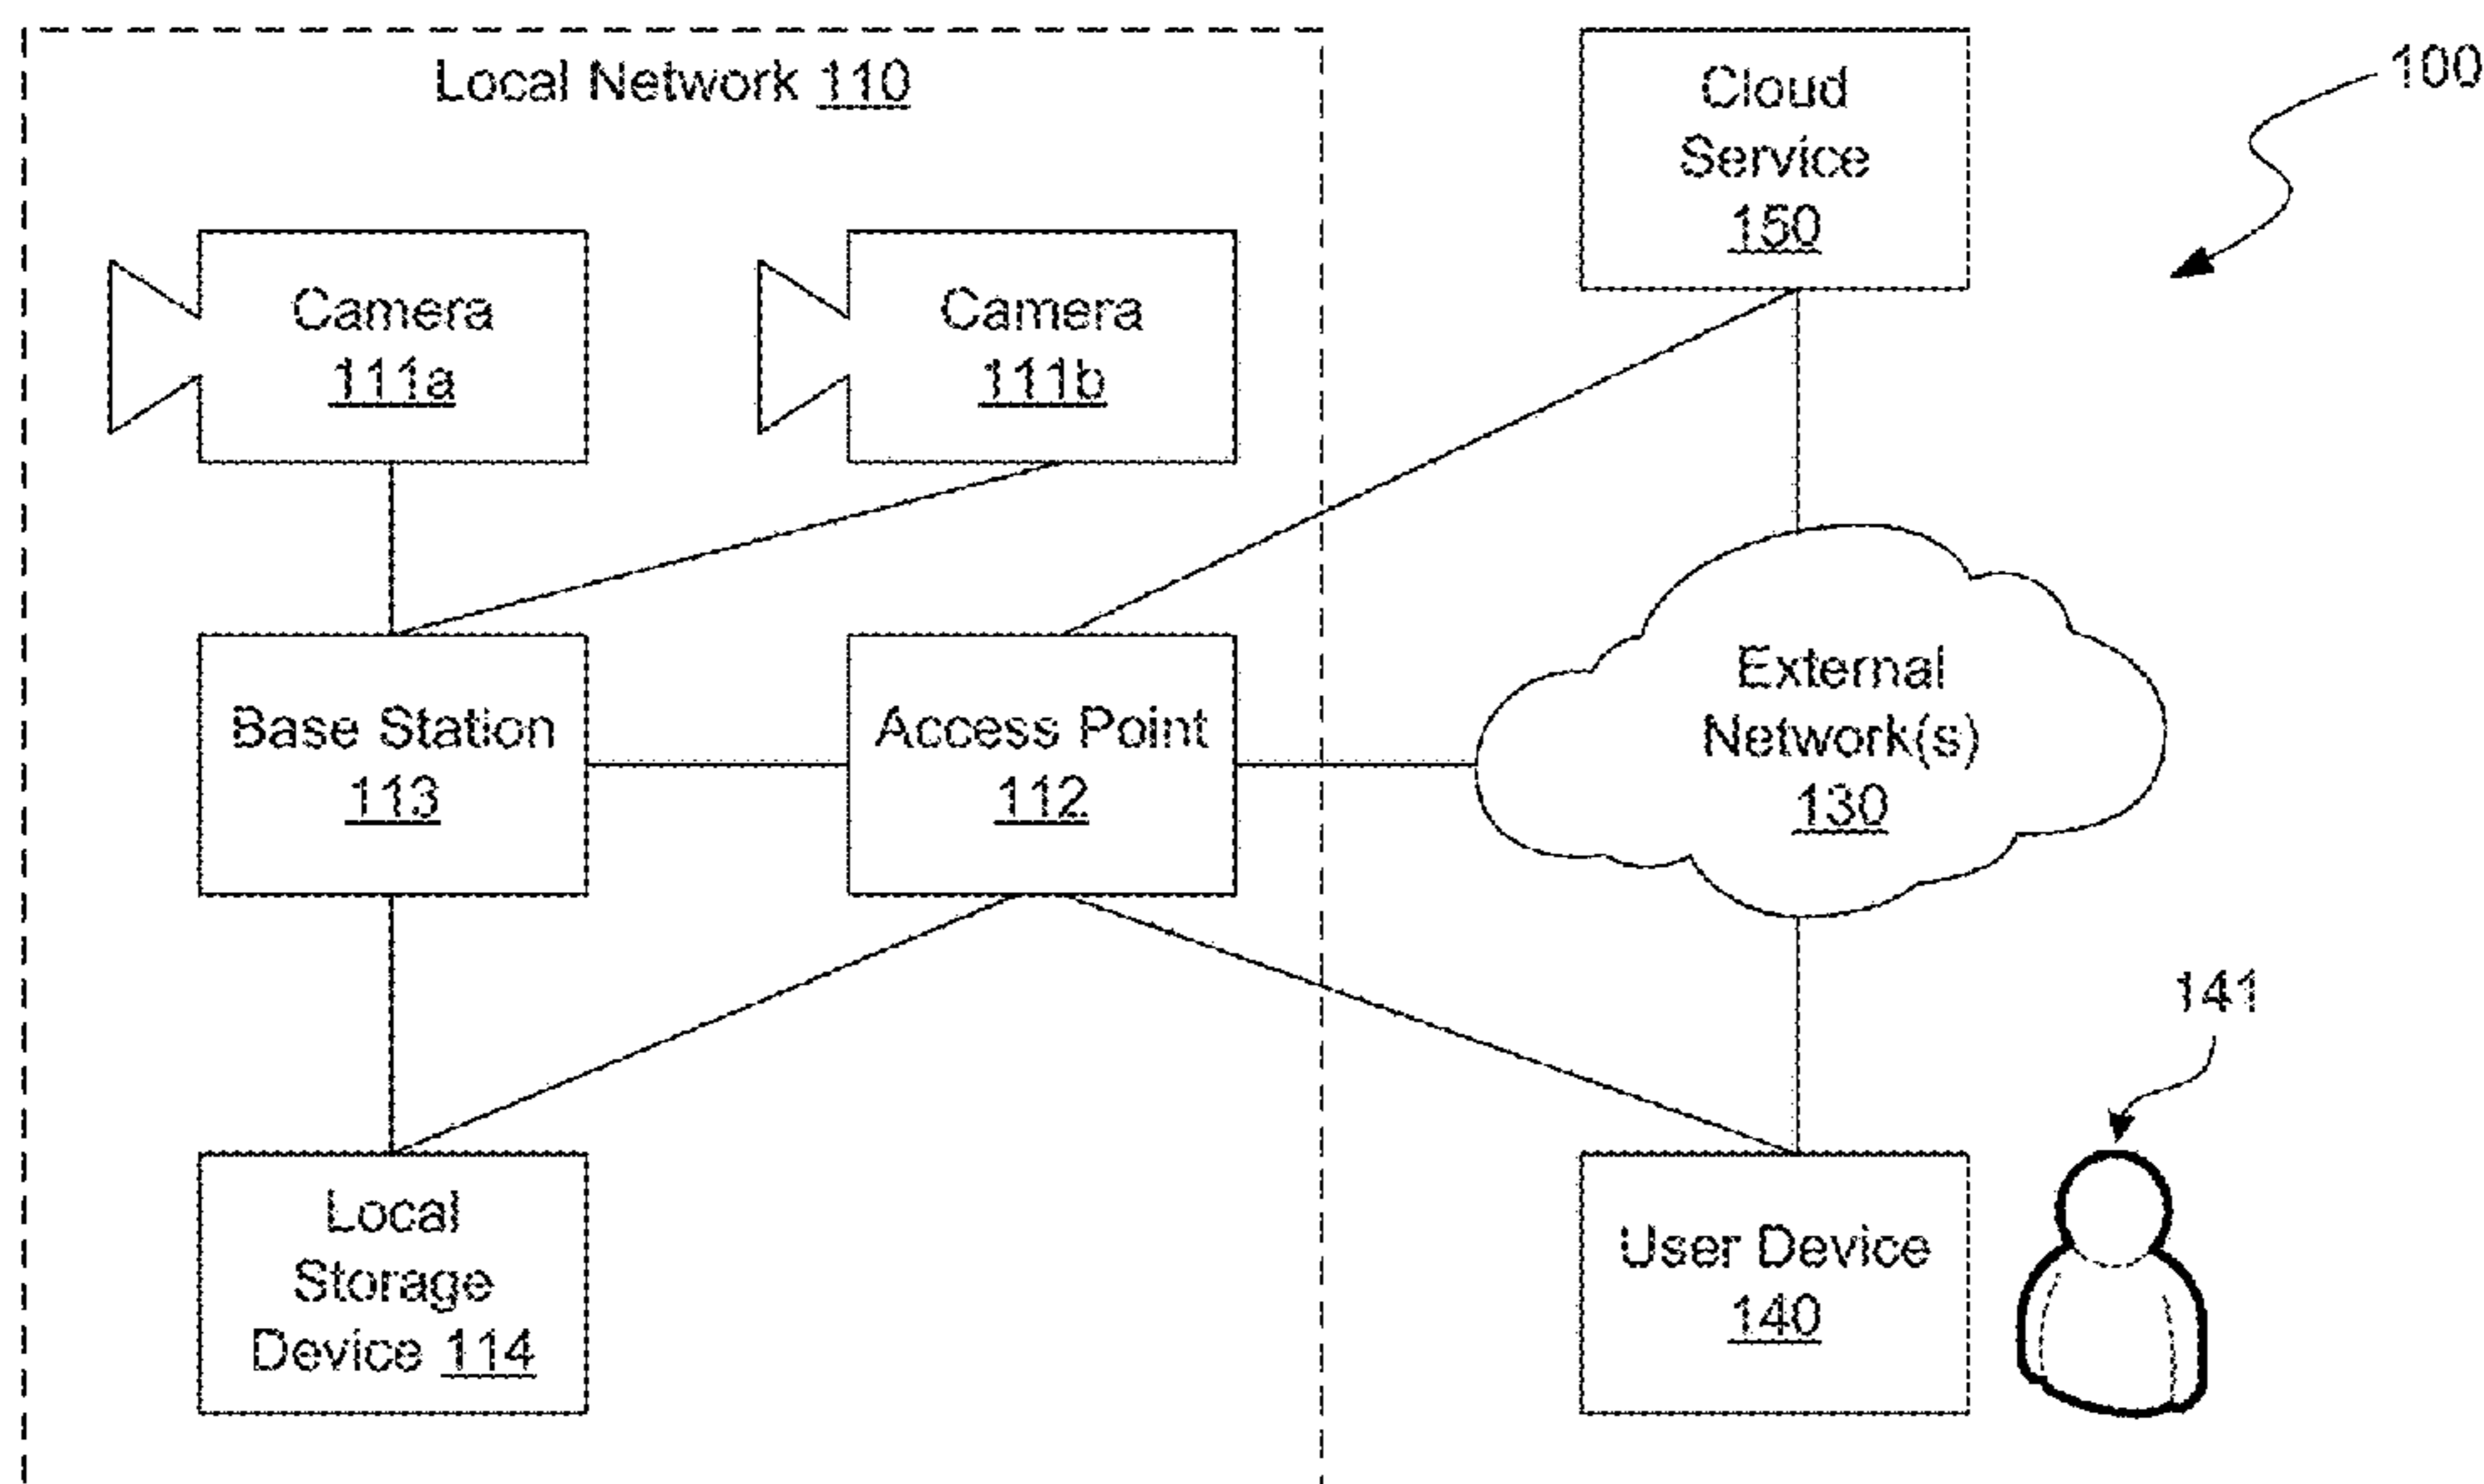 Local Network 110
Cloud
Service
150
100
Camera
111a
Camera
111b
Base Station
113
Access Point
112
External
Network(s)
130
141
Local
Storage
Device 114
User Device
140